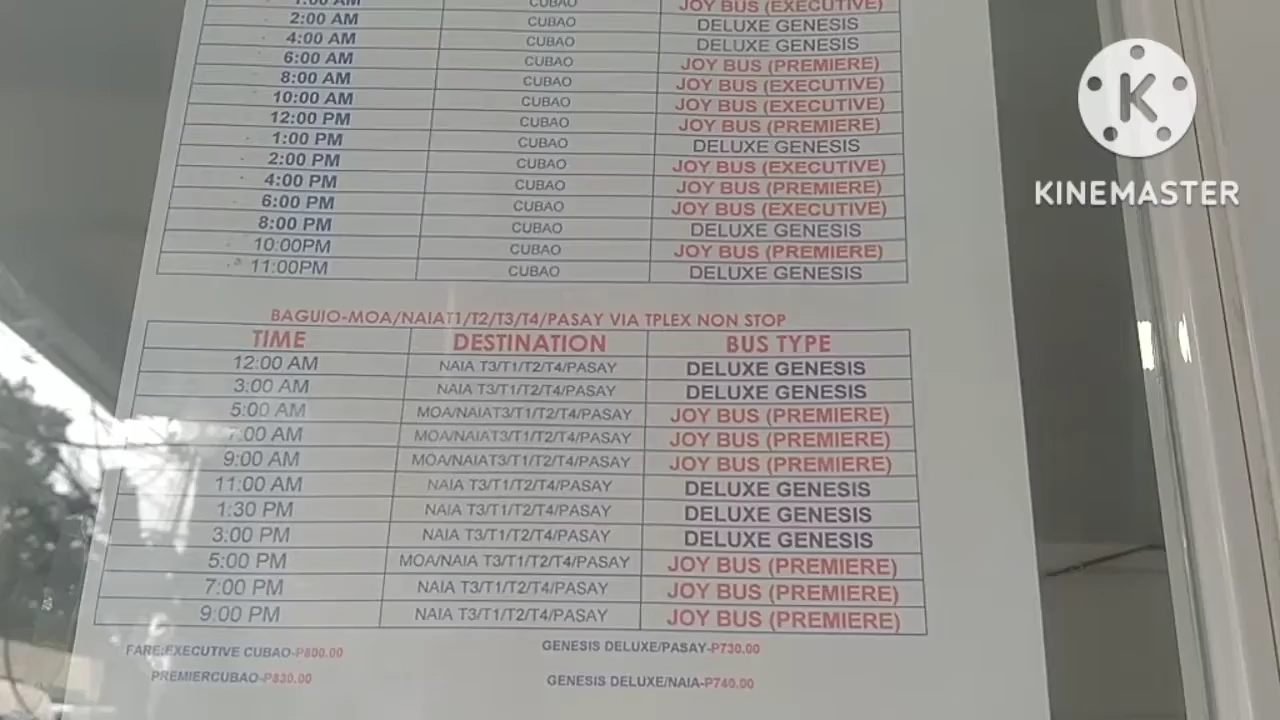 1:00 AM CUBAO JOY BUS (EXECUTIVE)
2:00 AM CUBAO DELUXE GENESIS
4:00 AM CUBAO DELUXE GENESIS
6:00 AM CUBAO JOY BUS (PREMIERE)
8:00 AM CUBAO JOY BUS (EXECUTIVE)
10:00 AM CUBAO JOY BUS (EXECUTIVE)
12:00 PM CUBAO JOY BUS (PREMIERE)
1:00 PM CUBAO DELUXE GENESIS
2:00 PM CUBAO JOY BUS (EXECUTIVE)
4:00 PM CUBAO JOY BUS (PREMIERE)
6:00 PM CUBAO JOY BUS (EXECUTIVE)
8:00 PM CUBAO DELUXE GENESIS
10:00PM CUBAO JOY BUS (PREMIERE)
11:00PM CUBAO DELUXE GENESIS
BAGUIO-MOA/NAIAT1/T2/T3/T4/PASAY VIA TPLEX NON STOP
TIME DESTINATION BUS TYPE
12:00 AM NAIA T3/T1/T2/T4/PASAY DELUXE GENESIS
3:00 AM NAIA T3/T1/T2/T4/PASAY DELUXE GENESIS
5:00 AM MOA/NAIAT3/T1/T2/T4/PASAY JOY BUS (PREMIERE)
7:00 AM MOA/NAIAT3/T1/T2/T4/PASAY JOY BUS (PREMIERE)
9:00 AM MOA/NAIAT3/T1/T2/T4/PASAY JOY BUS (PREMIERE)
11:00 AM NAIA T3/T1/T2/T4/PASAY DELUXE GENESIS
1:30 PM NAIA T3/T1/T2/T4/PASAY DELUXE GENESIS
3:00 PM NAIA T3/T1/T2/T4/PASAY DELUXE GENESIS
5:00 PM MOA/NAIA T3/T1/T2/T4/PASAY JOY BUS (PREMIERE)
7:00 PM NAIA T3/T1/T2/T4/PASAY JOY BUS (PREMIERE)
9:00 PM NAIA T3/T1/T2/T4/PASAY JOY BUS (PREMIERE)
FARE:EXECUTIVE CUBAO-P800.00 GENESIS DELUXE/PASAY-P730.00
PREMIERCUBAO-P830.00 GENESIS DELUXE/NAIA-P740.00
K
KINEMASTER